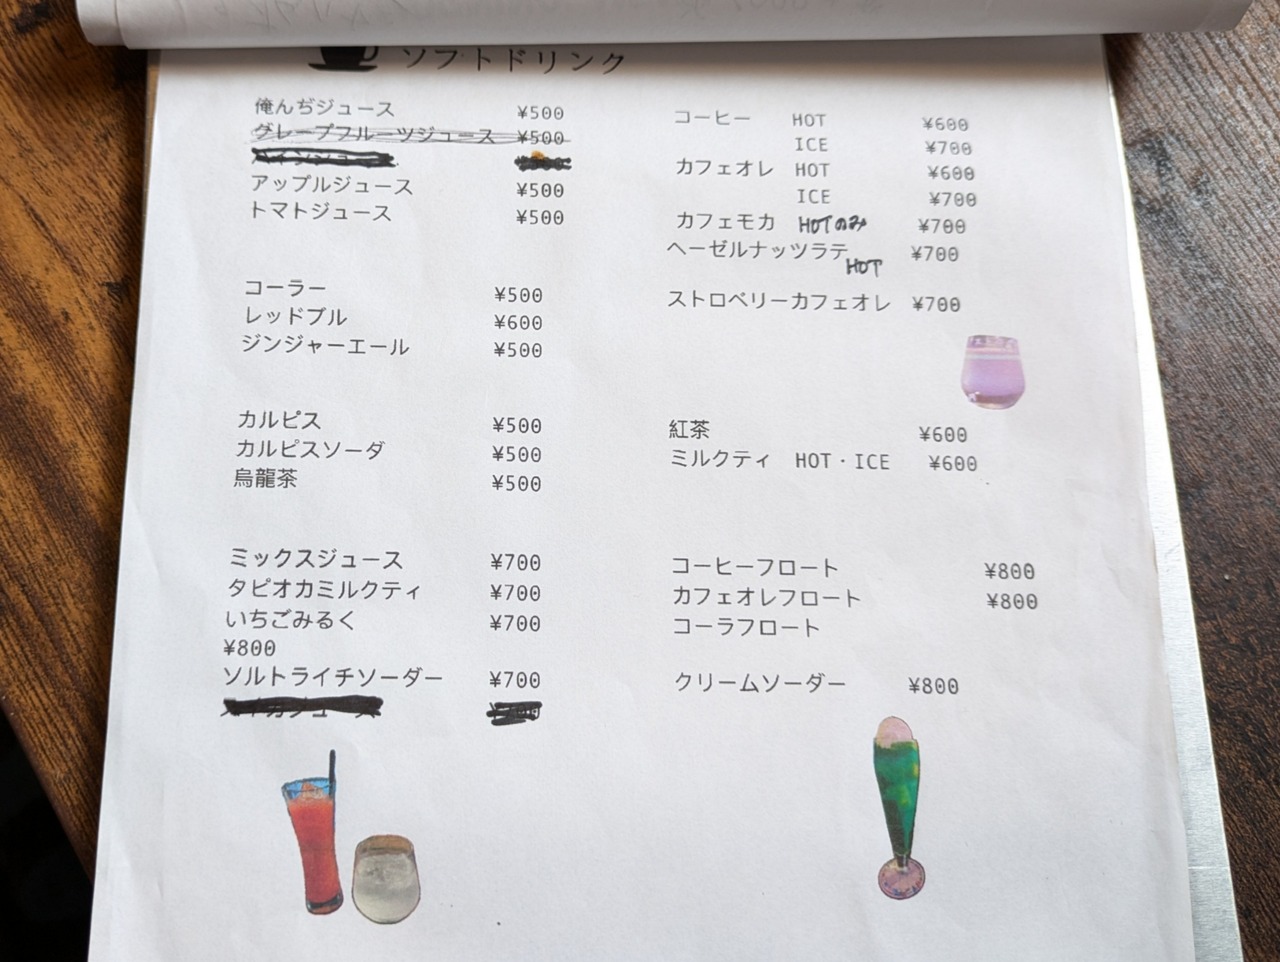 ソフトドリンク
俺んぢジュース ¥500
グレープフルーツジュース ¥500
アップルジュース ¥500
トマトジュース ¥500
コーラー ¥500
レッドブル ¥600
ジンジャーエール ¥500
カルピス ¥500
カルピスソーダ ¥500
烏龍茶 ¥500
ミックスジュース ¥700
タピオカミルクティ ¥700
いちごみるく ¥700
¥800
ソルトライチソーダー ¥700
コーヒー HOT ¥600
ICE ¥700
カフェオレ HOT ¥600
ICE ¥700
カフェモカ HOTのみ ¥700
ヘーゼルナッツラテ ¥700
HOT
ストロベリーカフェオレ ¥700
紅茶 ¥600
ミルクティ HOT・ICE ¥600
コーヒーフロート ¥800
カフェオレフロート ¥800
コーラフロート
クリームソーダー ¥800